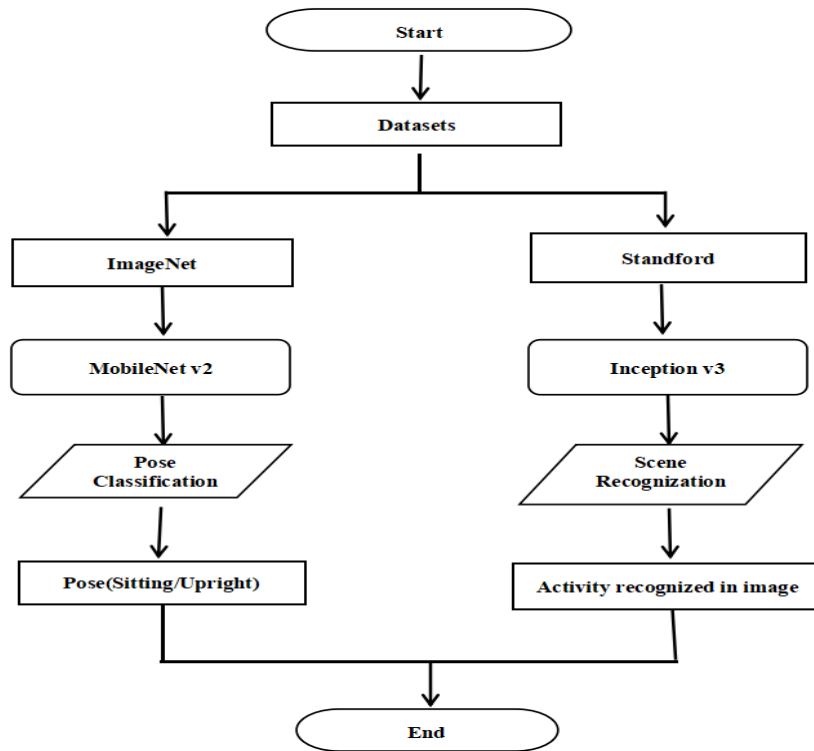 Start
Datasets
ImageNet
Standford
MobileNet v2
Inception v3
Pose
Classification
Scene
Recognization
Pose(Sitting/Upright)
Activity recognized in image
End